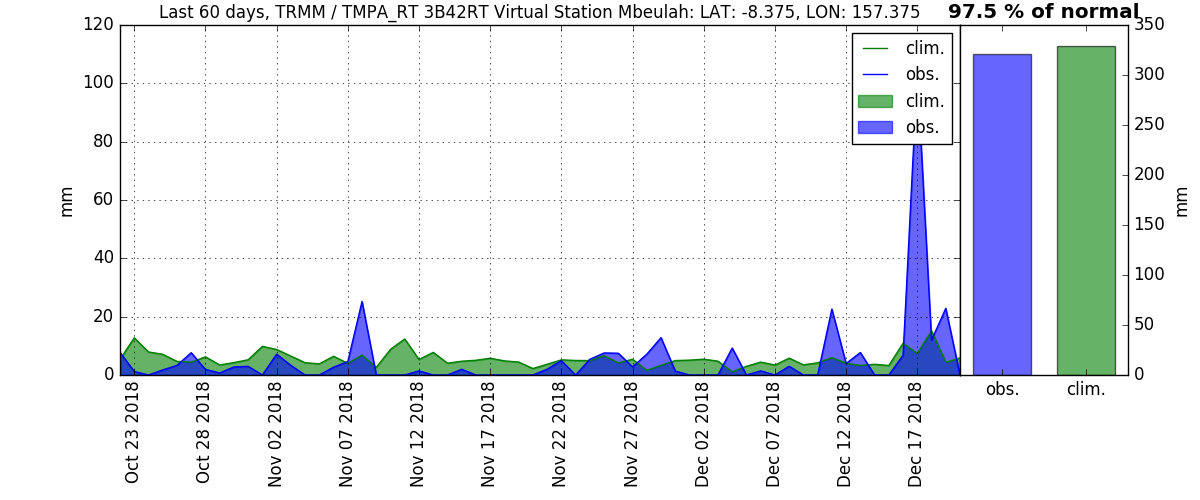 Last 60 days, TRMM / TMPA_RT 3B42RT Virtual Station Mbeulah: LAT: -8.375, LON: 157.375
97.5 % of normal
120
100
80
60
40
20
0
mm
clim.
obs.
clim.
obs.
350
300
250
200
150
100
50
0
mm
Oct 23 2018
Oct 28 2018
Nov 02 2018
Nov 07 2018
Nov 12 2018
Nov 17 2018
Nov 22 2018
Nov 27 2018
Dec 02 2018
Dec 07 2018
Dec 12 2018
Dec 17 2018
obs.
clim.